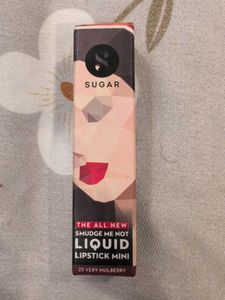 S
SUGAR
THE ALL NEW
SMUDGE ME NOT
LIQUID
LIPSTICK MINI
25 VERY MULBERRY